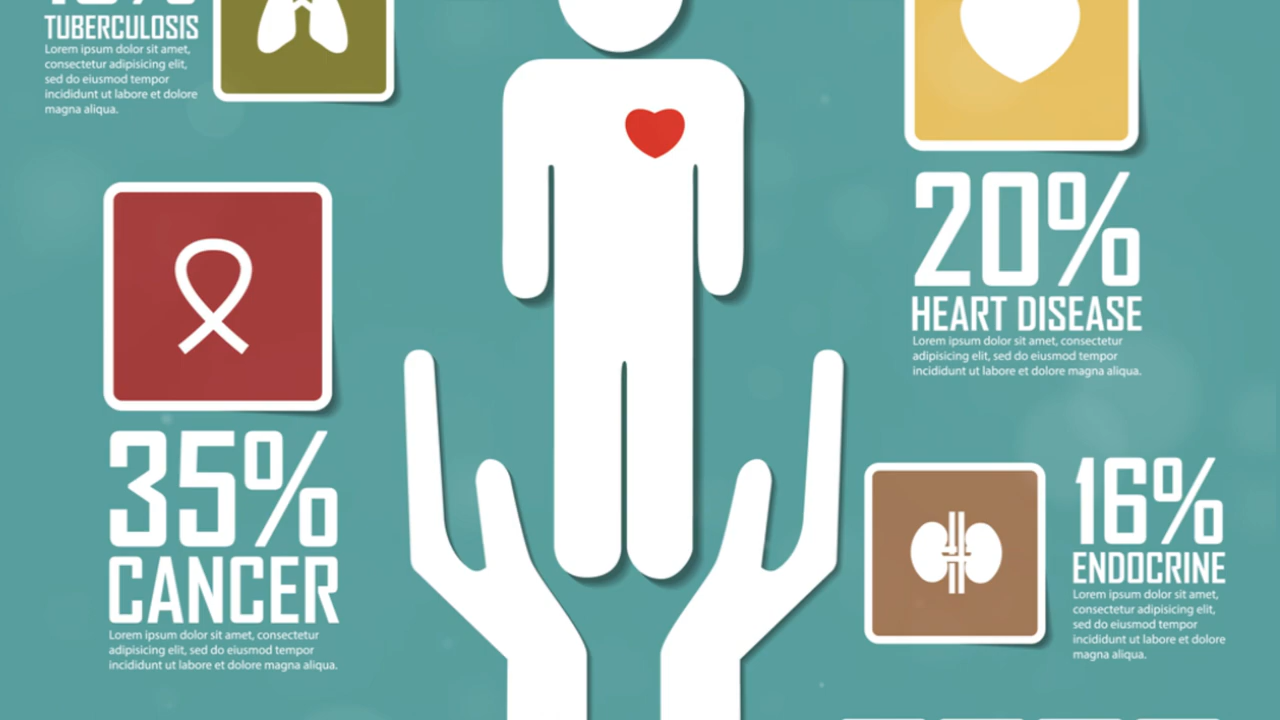 TUBERCULOSIS
Lorem ipsum dolor sit amet,
consectetur adipisicing elit,
sed do eiusmod tempor
incididunt ut labore et dolore
magna aliqua.
20%
HEART DISEASE
Lorem ipsum dolor sit amet, consectetur
adipisicing elit, sed do eiusmod tempor
incididunt ut labore et dolore magna aliqua.
35%
CANCER
Lorem ipsum dolor sit amet, consectetur
adipisicing elit, sed do eiusmod tempor
incididunt ut labore et dolore magna aliqua.
16%
ENDOCRINE
Lorem ipsum dolor sit amet,
consectetur adipisicing elit,
sed do eiusmod tempor
incididunt ut labore et dolore
magna aliqua.